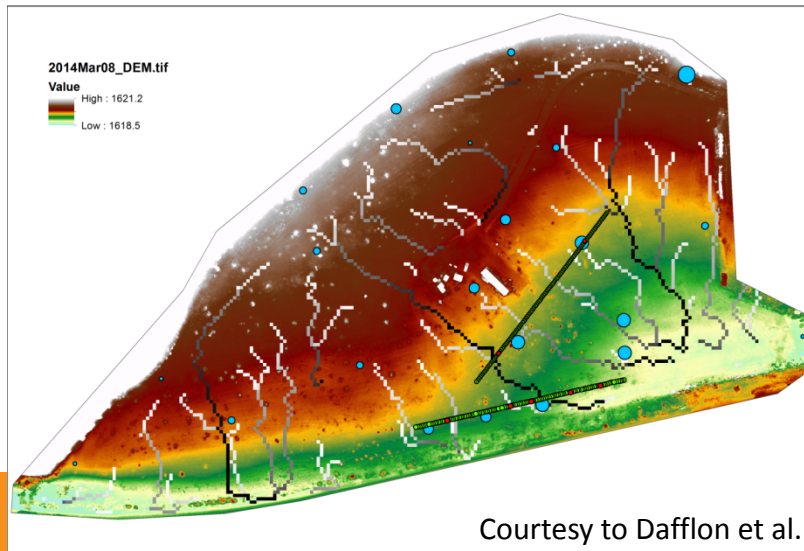 2014Mar08_DEM.tif
Value
High : 1621.2
Low : 1618.5
Courtesy to Dafflon et al.